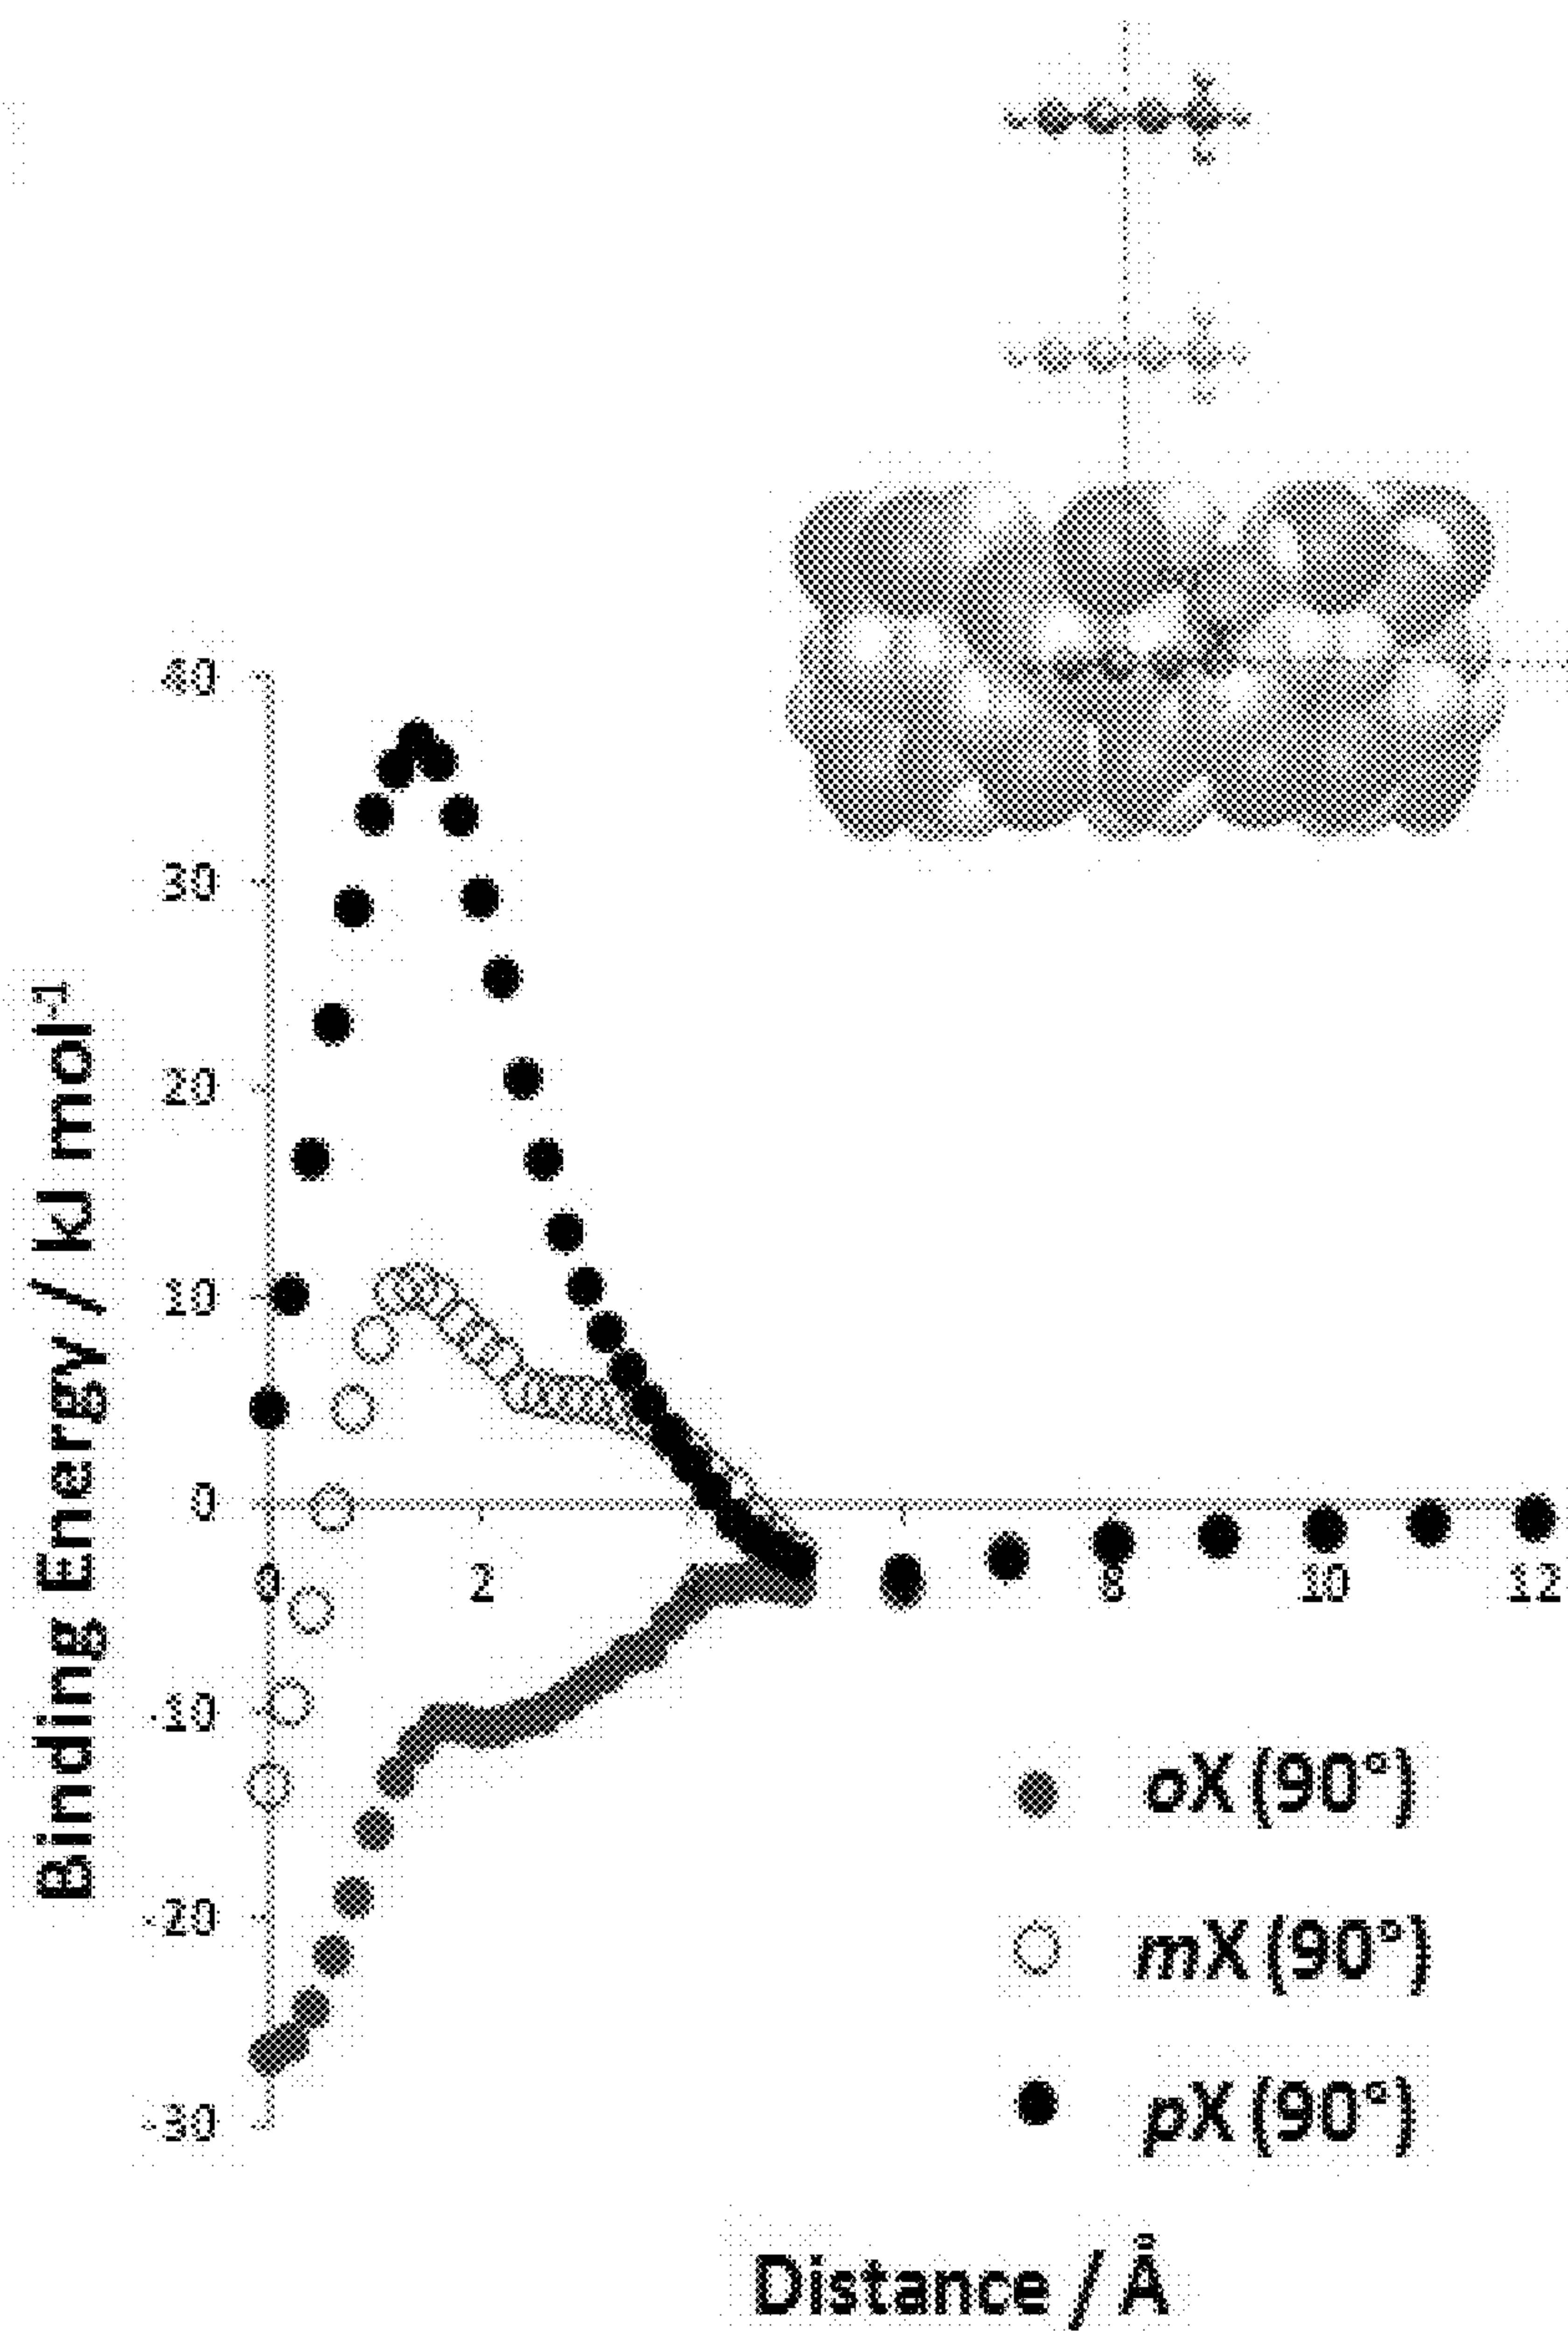 40
30
20
10
0
-10
-20
-30
Binding Energy / kJ mol-1
0 2 8 10 12
oX (90°)
mX (90°)
pX (90°)
Distance / Å